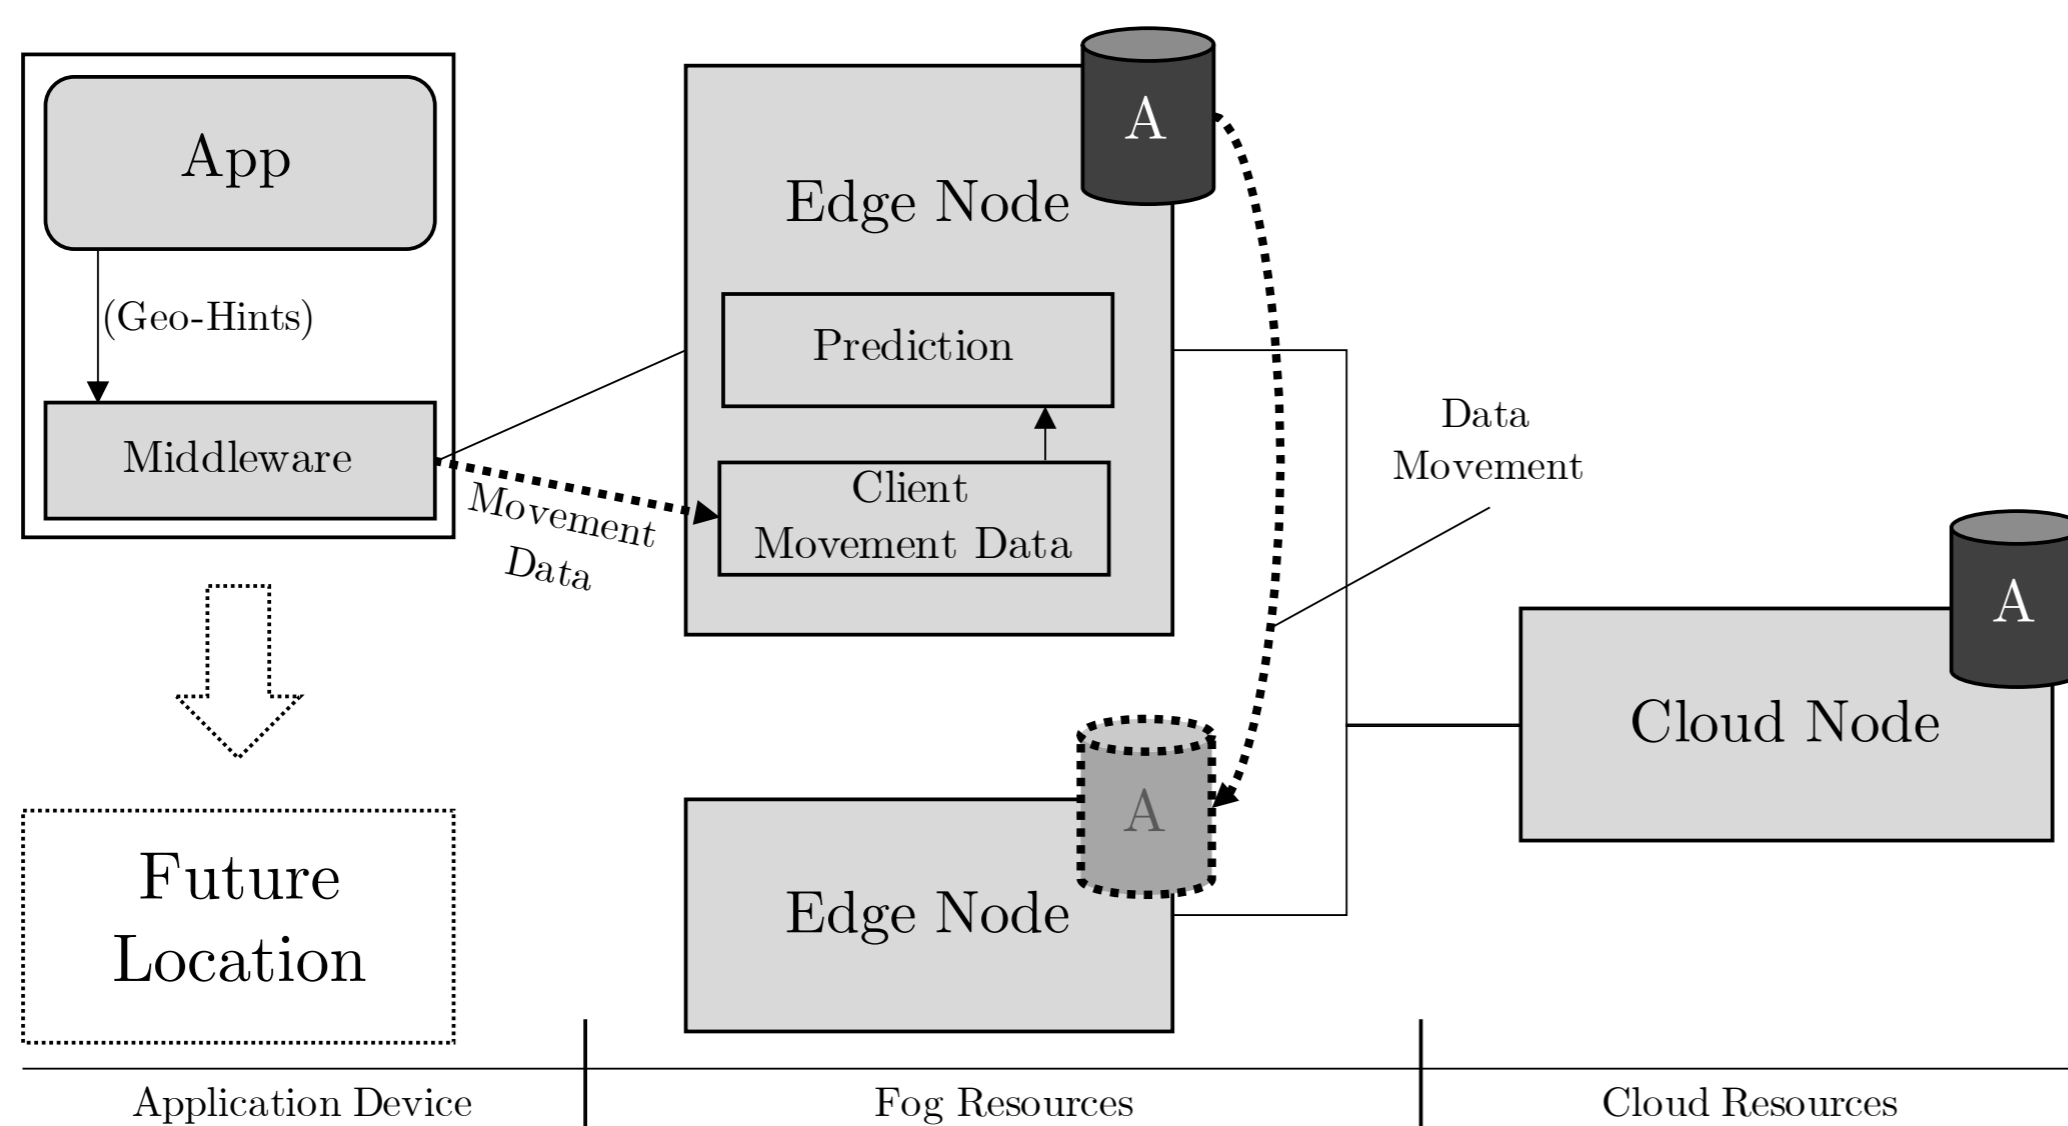 App
(Geo-Hints)
Middleware
Movement
Data
Future
Location
A
Edge Node
Prediction
Client
Movement Data
Data
Movement
A
Edge Node
A
Cloud Node
Application Device
Fog Resources
Cloud Resources